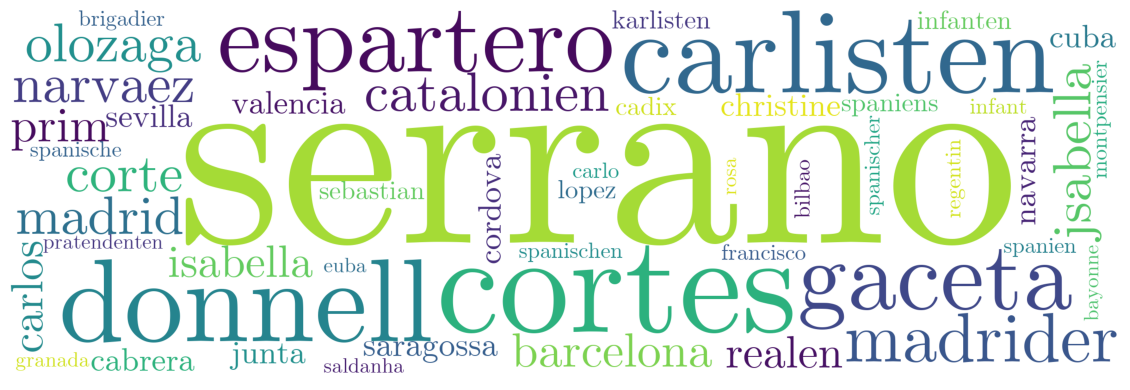 brigadier
karlisten
infanten
olozaga
espartero
carlisten
cuba
narvaez
valencia
catalonien
cadix
christine
spaniens
infant
prim
sevilla
spanische
serrano
jsabella
montpensier
corte
sebastian
cordova
carlo
lopez
rosa
bilbao
spanischer
regentin
navarra
madrid
pratendenten
isabella
euba
spanischen
francisco
spanien
carlos
donnell
cortes
gaceta
bayonne
granada
cabrera
junta
saragossa
saldanha
barcelona
realen
madrider